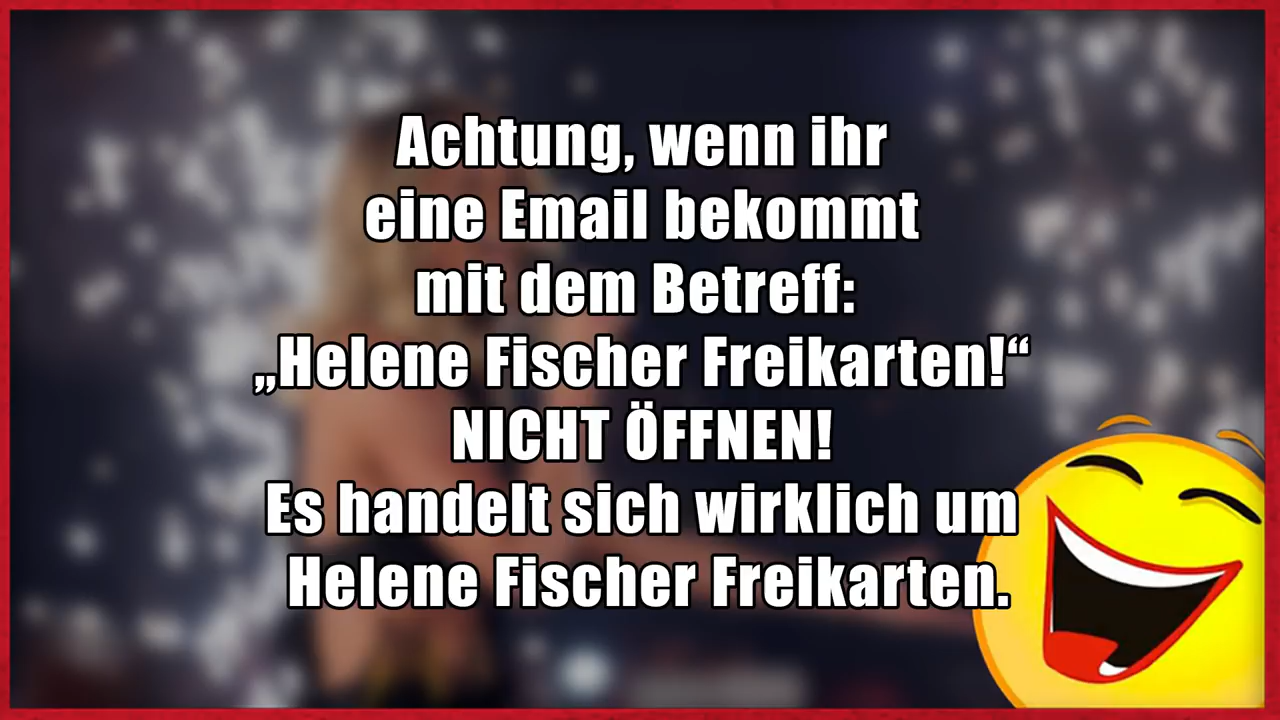 Achtung, wenn ihr
eine Email bekommt
mit dem Betreff:
„Helene Fischer Freikarten!“
NICHT ÖFFNEN!
Es handelt sich wirklich um
Helene Fischer Freikarten.